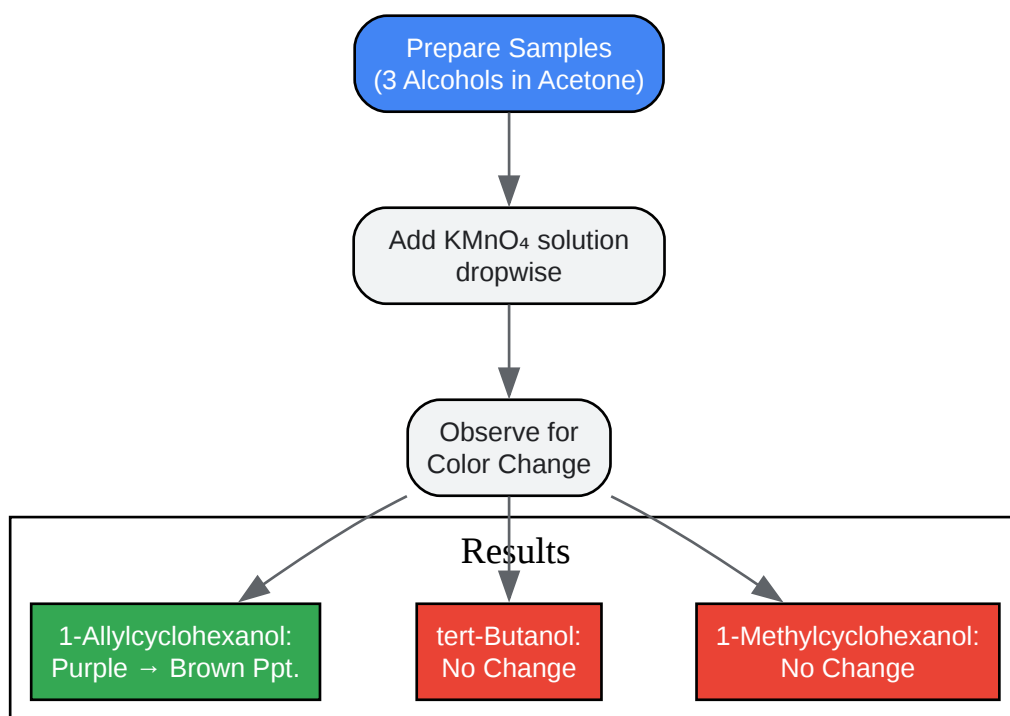 Prepare Samples
(3 Alcohols in Acetone)
Add KMnO₄ solution
dropwise
Observe for
Color Change
Results
1-Allylcyclohexanol:
Purple → Brown Ppt.
tert-Butanol:
No Change
1-Methylcyclohexanol:
No Change